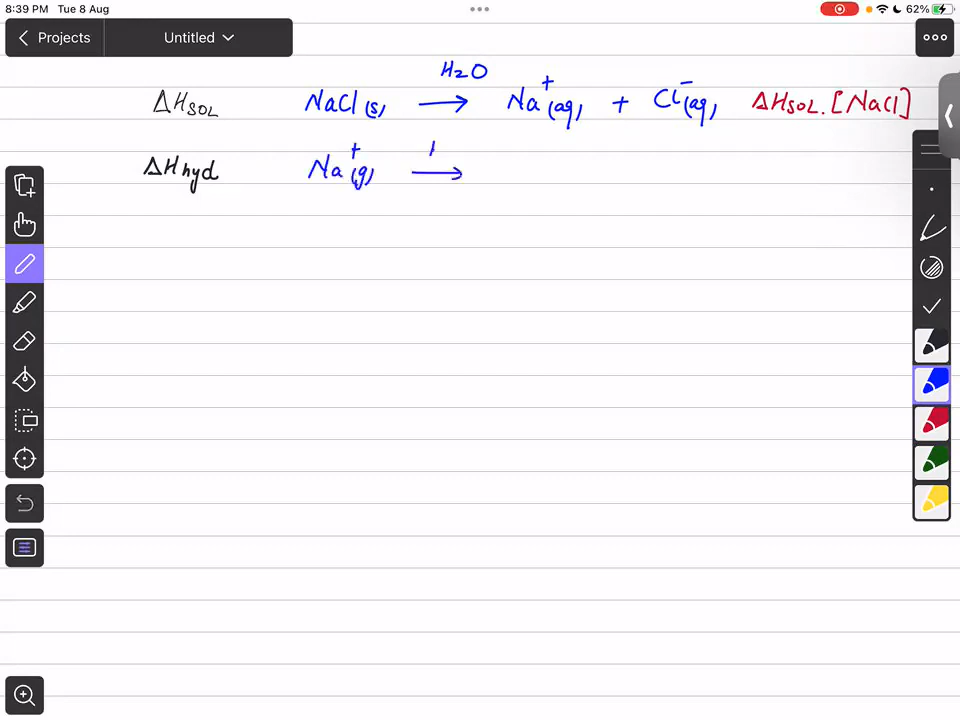 8:39 PM Tue 8 Aug 62%
Projects Untitled
H₂O
ΔHSOL NaCl(s) → Na⁺(aq) + Cl⁻(aq) ΔHSOL.[NaCl]
ΔHhyd Na⁺(g) →